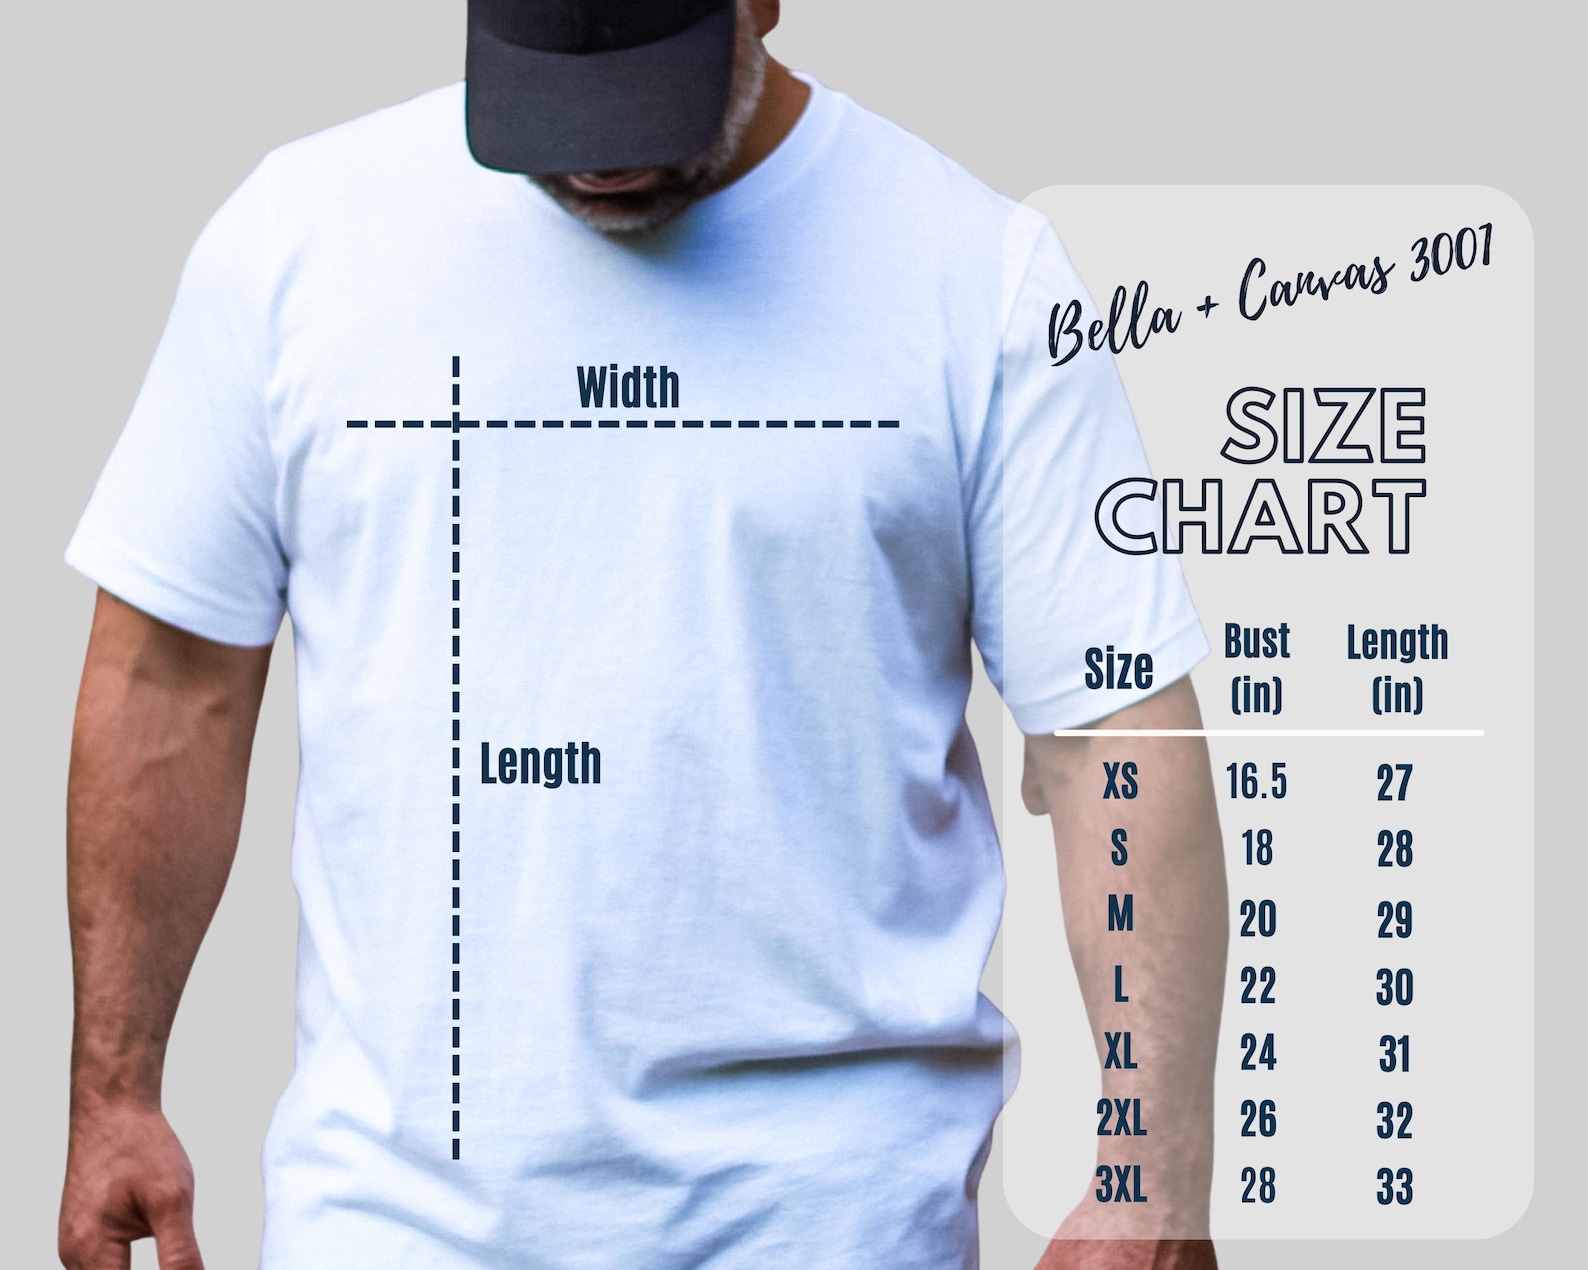 Width
Length
Bella + Canvas 3001
SIZE
CHART
Size Bust (in) Length (in)
XS 16.5 27
S 18 28
M 20 29
L 22 30
XL 24 31
2XL 26 32
3XL 28 33